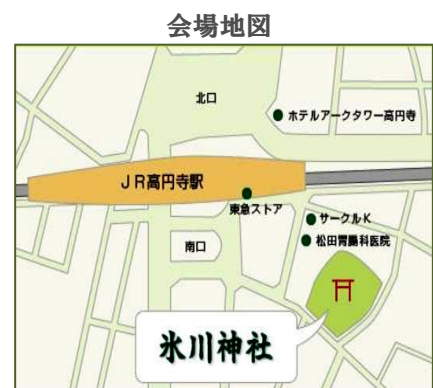 会場地図
北口
ホテルアークタワー高円寺
JR高円寺駅
東急ストア
サークルK
南口
松田胃腸科医院
氷川神社